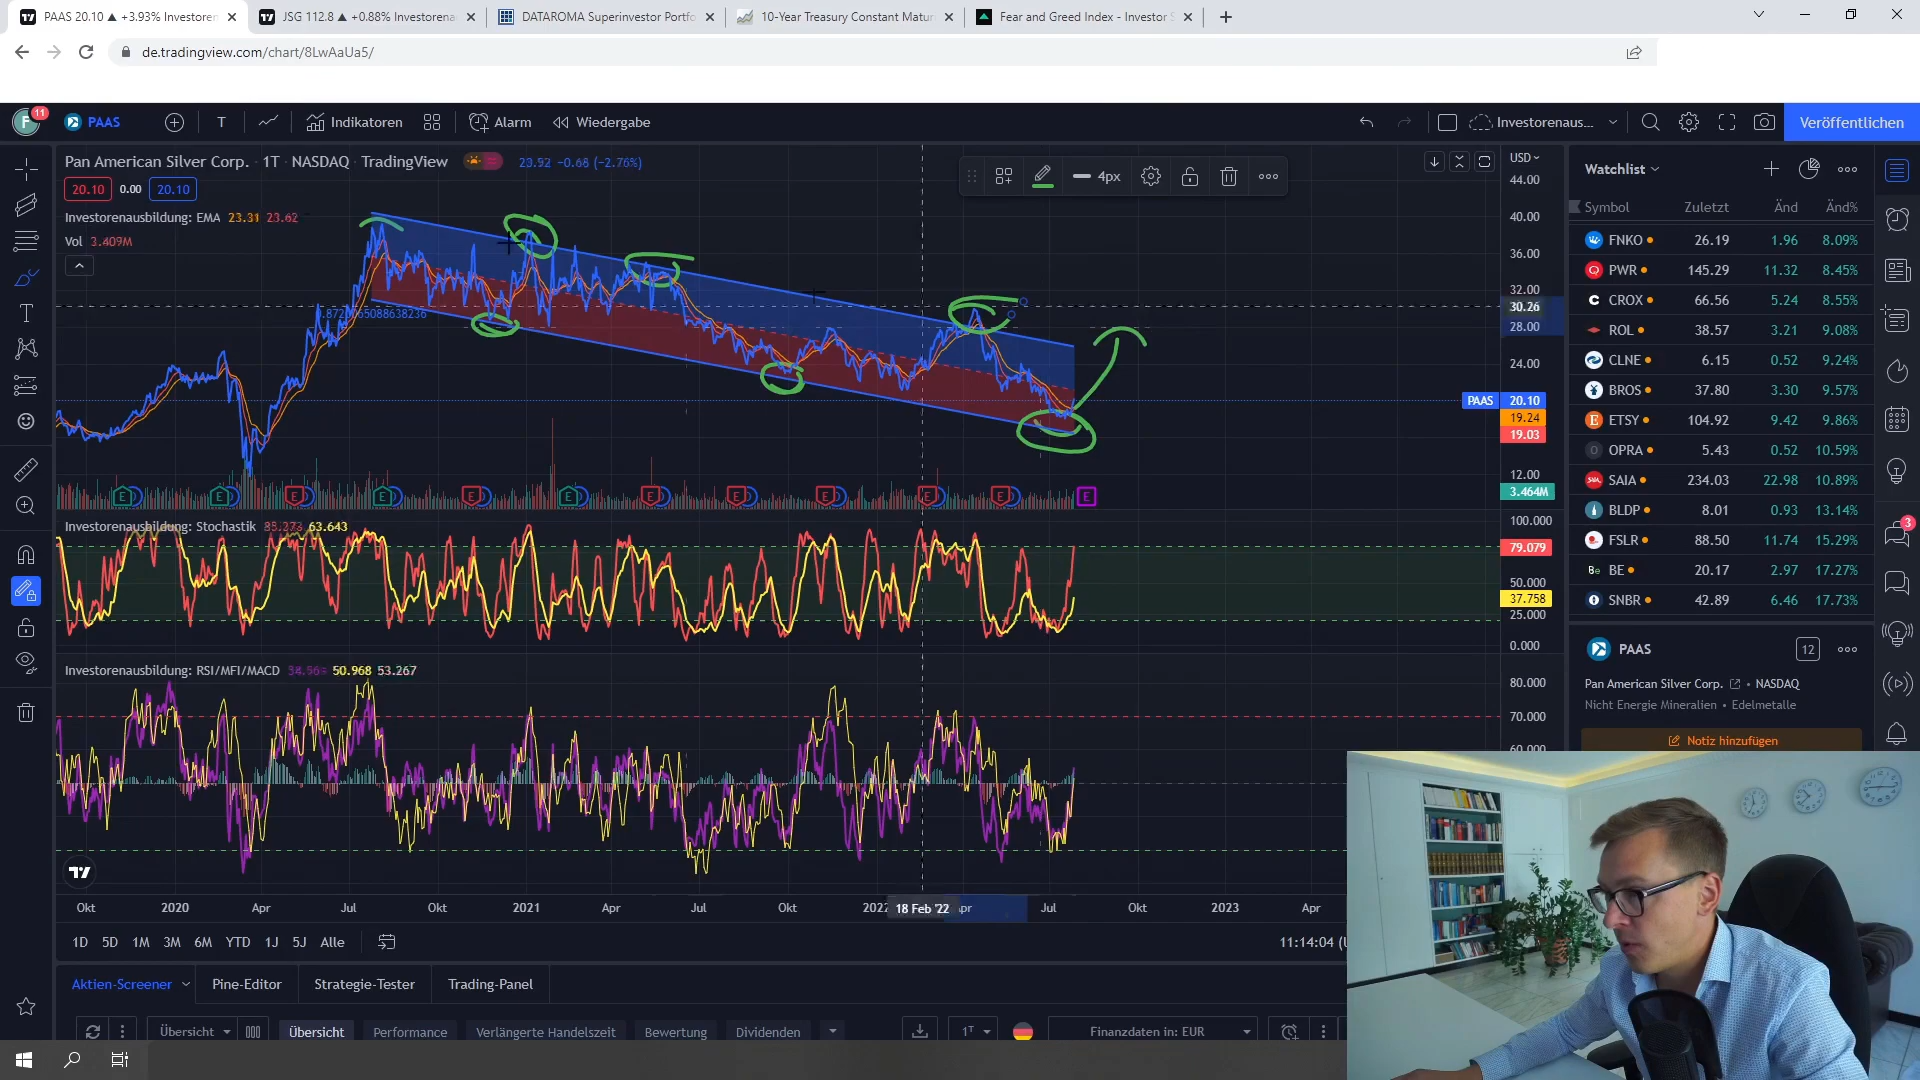 PAAS 20.10 ▲ +3.93% Investoren
JSG 112.8 ▲ +0.88% Investorena
DATAROMA Superinvestor Portfo
10-Year Treasury Constant Matur
Fear and Greed Index - Investor S
de.tradingview.com/chart/8LwAaUa5/
F 11
PAAS
T
Indikatoren
Alarm
Wiedergabe
Investorenaus...
Veröffentlichen
Pan American Silver Corp. · 1T · NASDAQ · TradingView
23.52 −0.68 (−2.76%)
20.10 0.00 20.10
Investorenausbildung: EMA 23.31 23.62
Vol 3.409M
4px
USD
44.00
40.00
36.00
32.00
30.26
28.00
24.00
PAAS 20.10
19.24
19.03
12.00
3.464M
Investorenausbildung: Stochastik 63.643
100.000
79.079
50.000
37.758
25.000
0.000
Investorenausbildung: RSI/MFI/MACD 50.968 53.267
80.000
70.000
60.000
Okt 2020 Apr Jul Okt 2021 Apr Jul Okt 2022 18 Feb '22 Apr Jul Okt 2023 Apr
1D 5D 1M 3M 6M YTD 1J 5J Alle
11:14:04 (U
Aktien-Screener
Pine-Editor
Strategie-Tester
Trading-Panel
Übersicht
Übersicht
Performance
Verlängerte Handelszeit
Bewertung
Dividenden
1T
Finanzdaten in: EUR
Watchlist
Symbol Zuletzt Änd Änd%
FNKO 26.19 1.96 8.09%
PWR 145.29 11.32 8.45%
CROX 66.56 5.24 8.55%
ROL 38.57 3.21 9.08%
CLNE 6.15 0.52 9.24%
BROS 37.80 3.30 9.57%
ETSY 104.92 9.42 9.86%
OPRA 5.43 0.52 10.59%
SAIA 234.03 22.98 10.89%
BLDP 8.01 0.93 13.14%
FSLR 88.50 11.74 15.29%
BE 20.17 2.97 17.27%
SNBR 42.89 6.46 17.73%
3
PAAS
12
Pan American Silver Corp. • NASDAQ
Nicht Energie Mineralien • Edelmetalle
Notiz hinzufügen